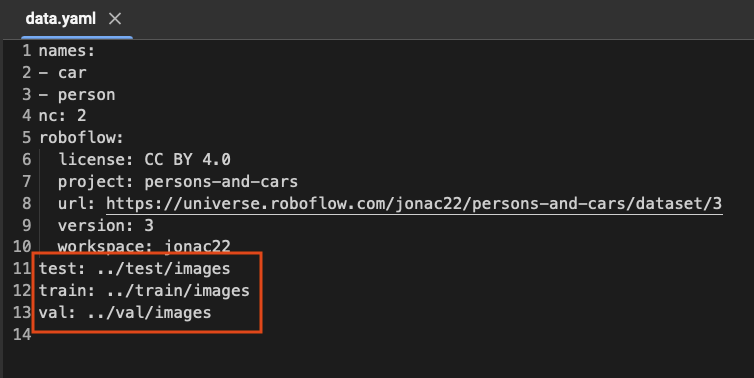 data.yaml ×
1 names:
2 - car
3 - person
4 nc: 2
5 roboflow:
6   license: CC BY 4.0
7   project: persons-and-cars
8   url: https://universe.roboflow.com/jonac22/persons-and-cars/dataset/3
9   version: 3
10   workspace: jonac22
11 test: ../test/images
12 train: ../train/images
13 val: ../val/images
14